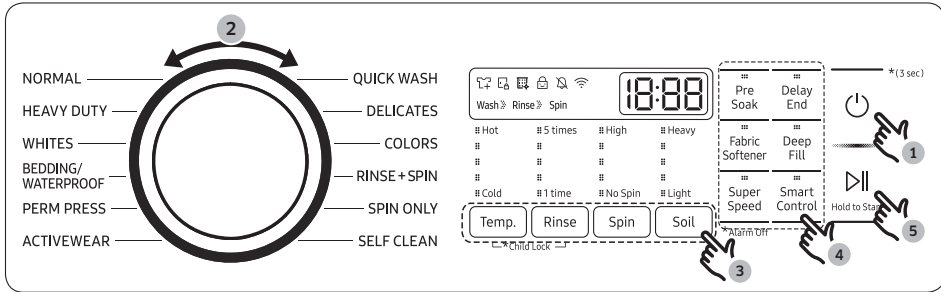 2
NORMAL
HEAVY DUTY
WHITES
BEDDING/
WATERPROOF
PERM PRESS
ACTIVEWEAR
QUICK WASH
DELICATES
COLORS
RINSE+SPIN
SPIN ONLY
SELF CLEAN
Wash» Rinse» Spin
18:88
Hot 5 times High Heavy
Cold 1 time No Spin Light
Temp. Rinse Spin Soil
*Child Lock
3
Pre
Soak
Delay
End
Fabric
Softener
Deep
Fill
Super
Speed
Smart
Control
*Alarm Off
4
*(3 sec)
1
Hold to Start
5